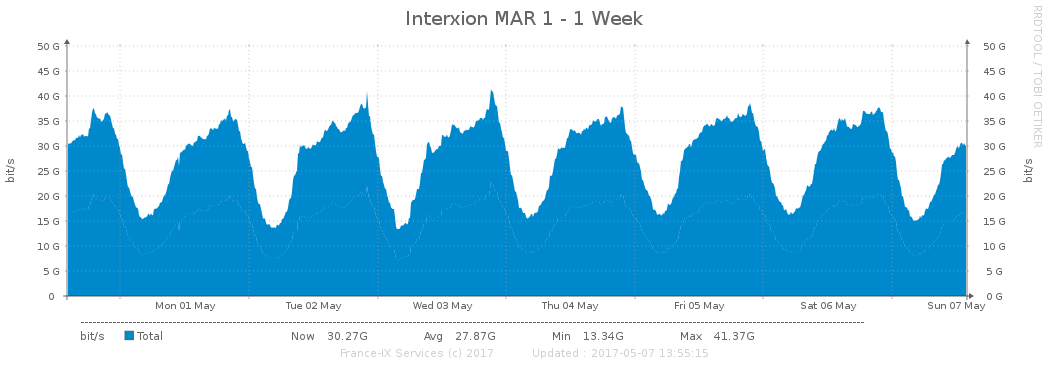 Interxion MAR 1 - 1 Week
RRDTOOL / TOBI OETIKER
50 G 50 G
45 G 45 G
40 G 40 G
35 G 35 G
30 G 30 G
25 G 25 G
20 G 20 G
15 G 15 G
10 G 10 G
5 G 5 G
0 0 G
bit/s bit/s
Mon 01 May Tue 02 May Wed 03 May Thu 04 May Fri 05 May Sat 06 May Sun 07 May
bit/s Total Now 30.27G Avg 27.87G Min 13.34G Max 41.37G
France-IX Services (c) 2017 Updated : 2017-05-07 13:55:15